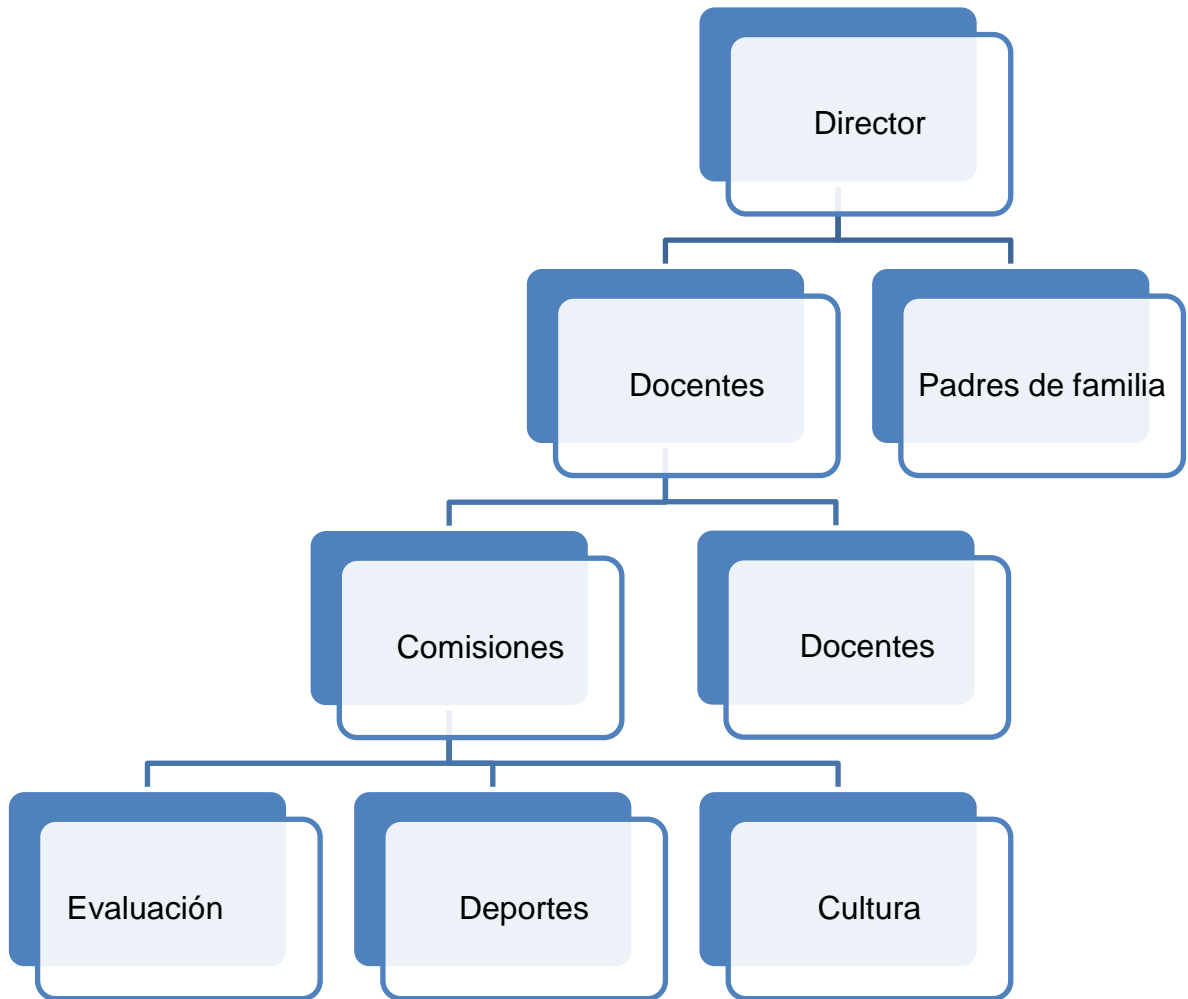 Director
Docentes
Padres de familia
Comisiones
Docentes
Evaluación
Deportes
Cultura